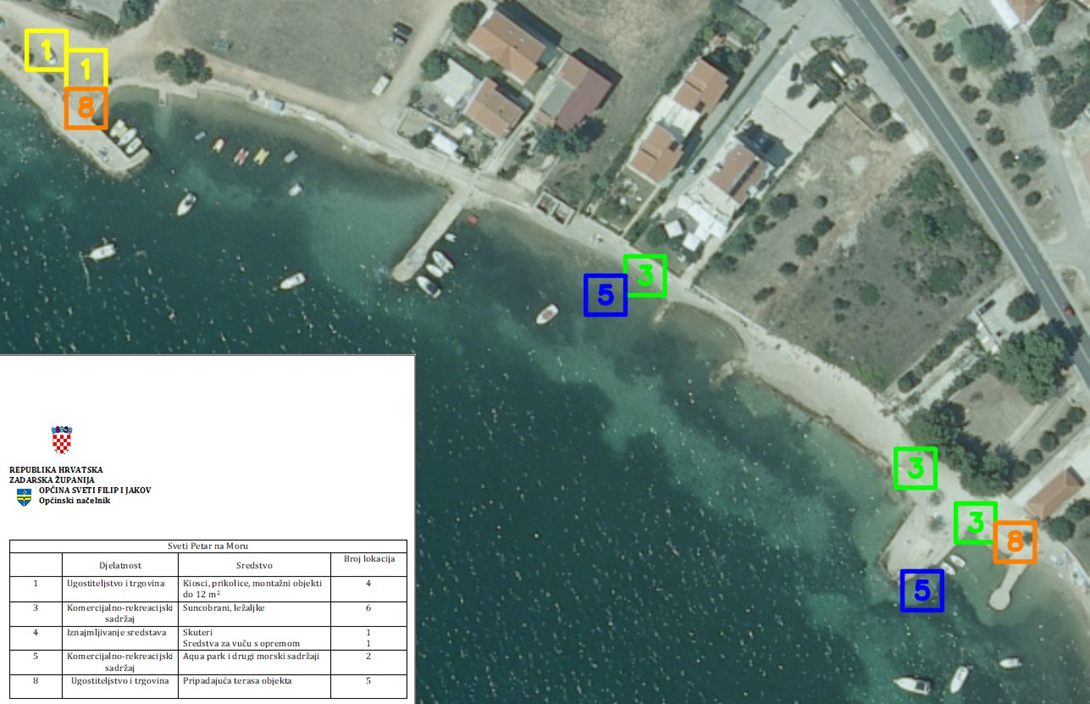 1
1
8
3
5
3
3
8
5
REPUBLIKA HRVATSKA
ZADARSKA ŽUPANIJA
OPĆINA SVETI FILIP I JAKOV
Općinski načelnik
Sveti Petar na Moru
Djelatnost Sredstvo Broj lokacija
1 Ugostiteljstvo i trgovina Kiosci, prikolice, montažni objekti 4
do 12 m²
3 Komercijalno-rekreacijski Suncobrani, ležaljke 6
sadržaj
4 Iznajmljivanje sredstava Skuteri 1
Sredstva za vuču s opremom 1
5 Komercijalno-rekreacijski Aqua park i drugi morski sadržaji 2
sadržaj
8 Ugostiteljstvo i trgovina Pripadajuća terasa objekta 5